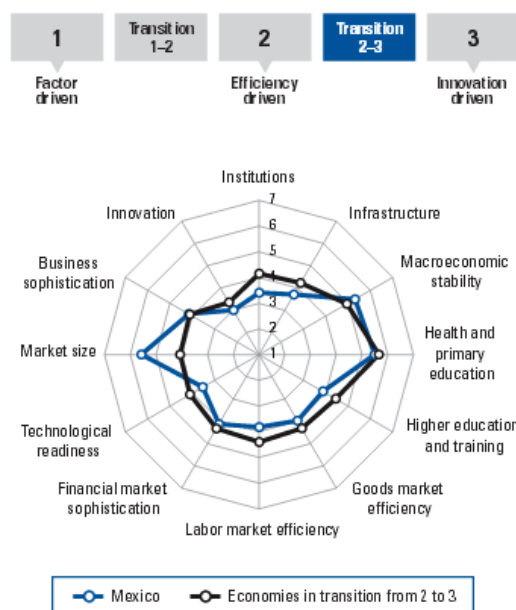 1
Transition
1–2
2
Transition
2–3
3
Factor
driven
Efficiency
driven
Innovation
driven
Institutions
7
Innovation
6
Infrastructure
5
Business
sophistication
4
Macroeconomic
stability
3
2
Market size
1
Health and
primary
education
Technological
readiness
Higher education
and training
Financial market
sophistication
Goods market
efficiency
Labor market efficiency
Mexico
Economies in transition from 2 to 3